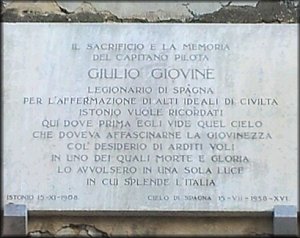 IL SACRIFICIO E LA MEMORIA
DEL CAPITANO PILOTA
GIULIO GIOVINE
LEGIONARIO DI SPAGNA
PER L'AFFERMAZIONE DI ALTI IDEALI DI CIVILTÀ
ISTONIO VUOLE RICORDATI
QUI DOVE PRIMA EGLI VIDE QUEL CIELO
CHE DOVEVA AFFASCINARNE LA GIOVINEZZA
COL' DESIDERIO DI ARDITI VOLI
IN UNO DEI QUALI MORTE E GLORIA
LO AVVOLSERO IN UNA SOLA LUCE
IN CUI SPLENDE L'ITALIA
ISTONIO 15-XI-1908. CIELO DI SPAGNA 15-VII-1938-XVI.